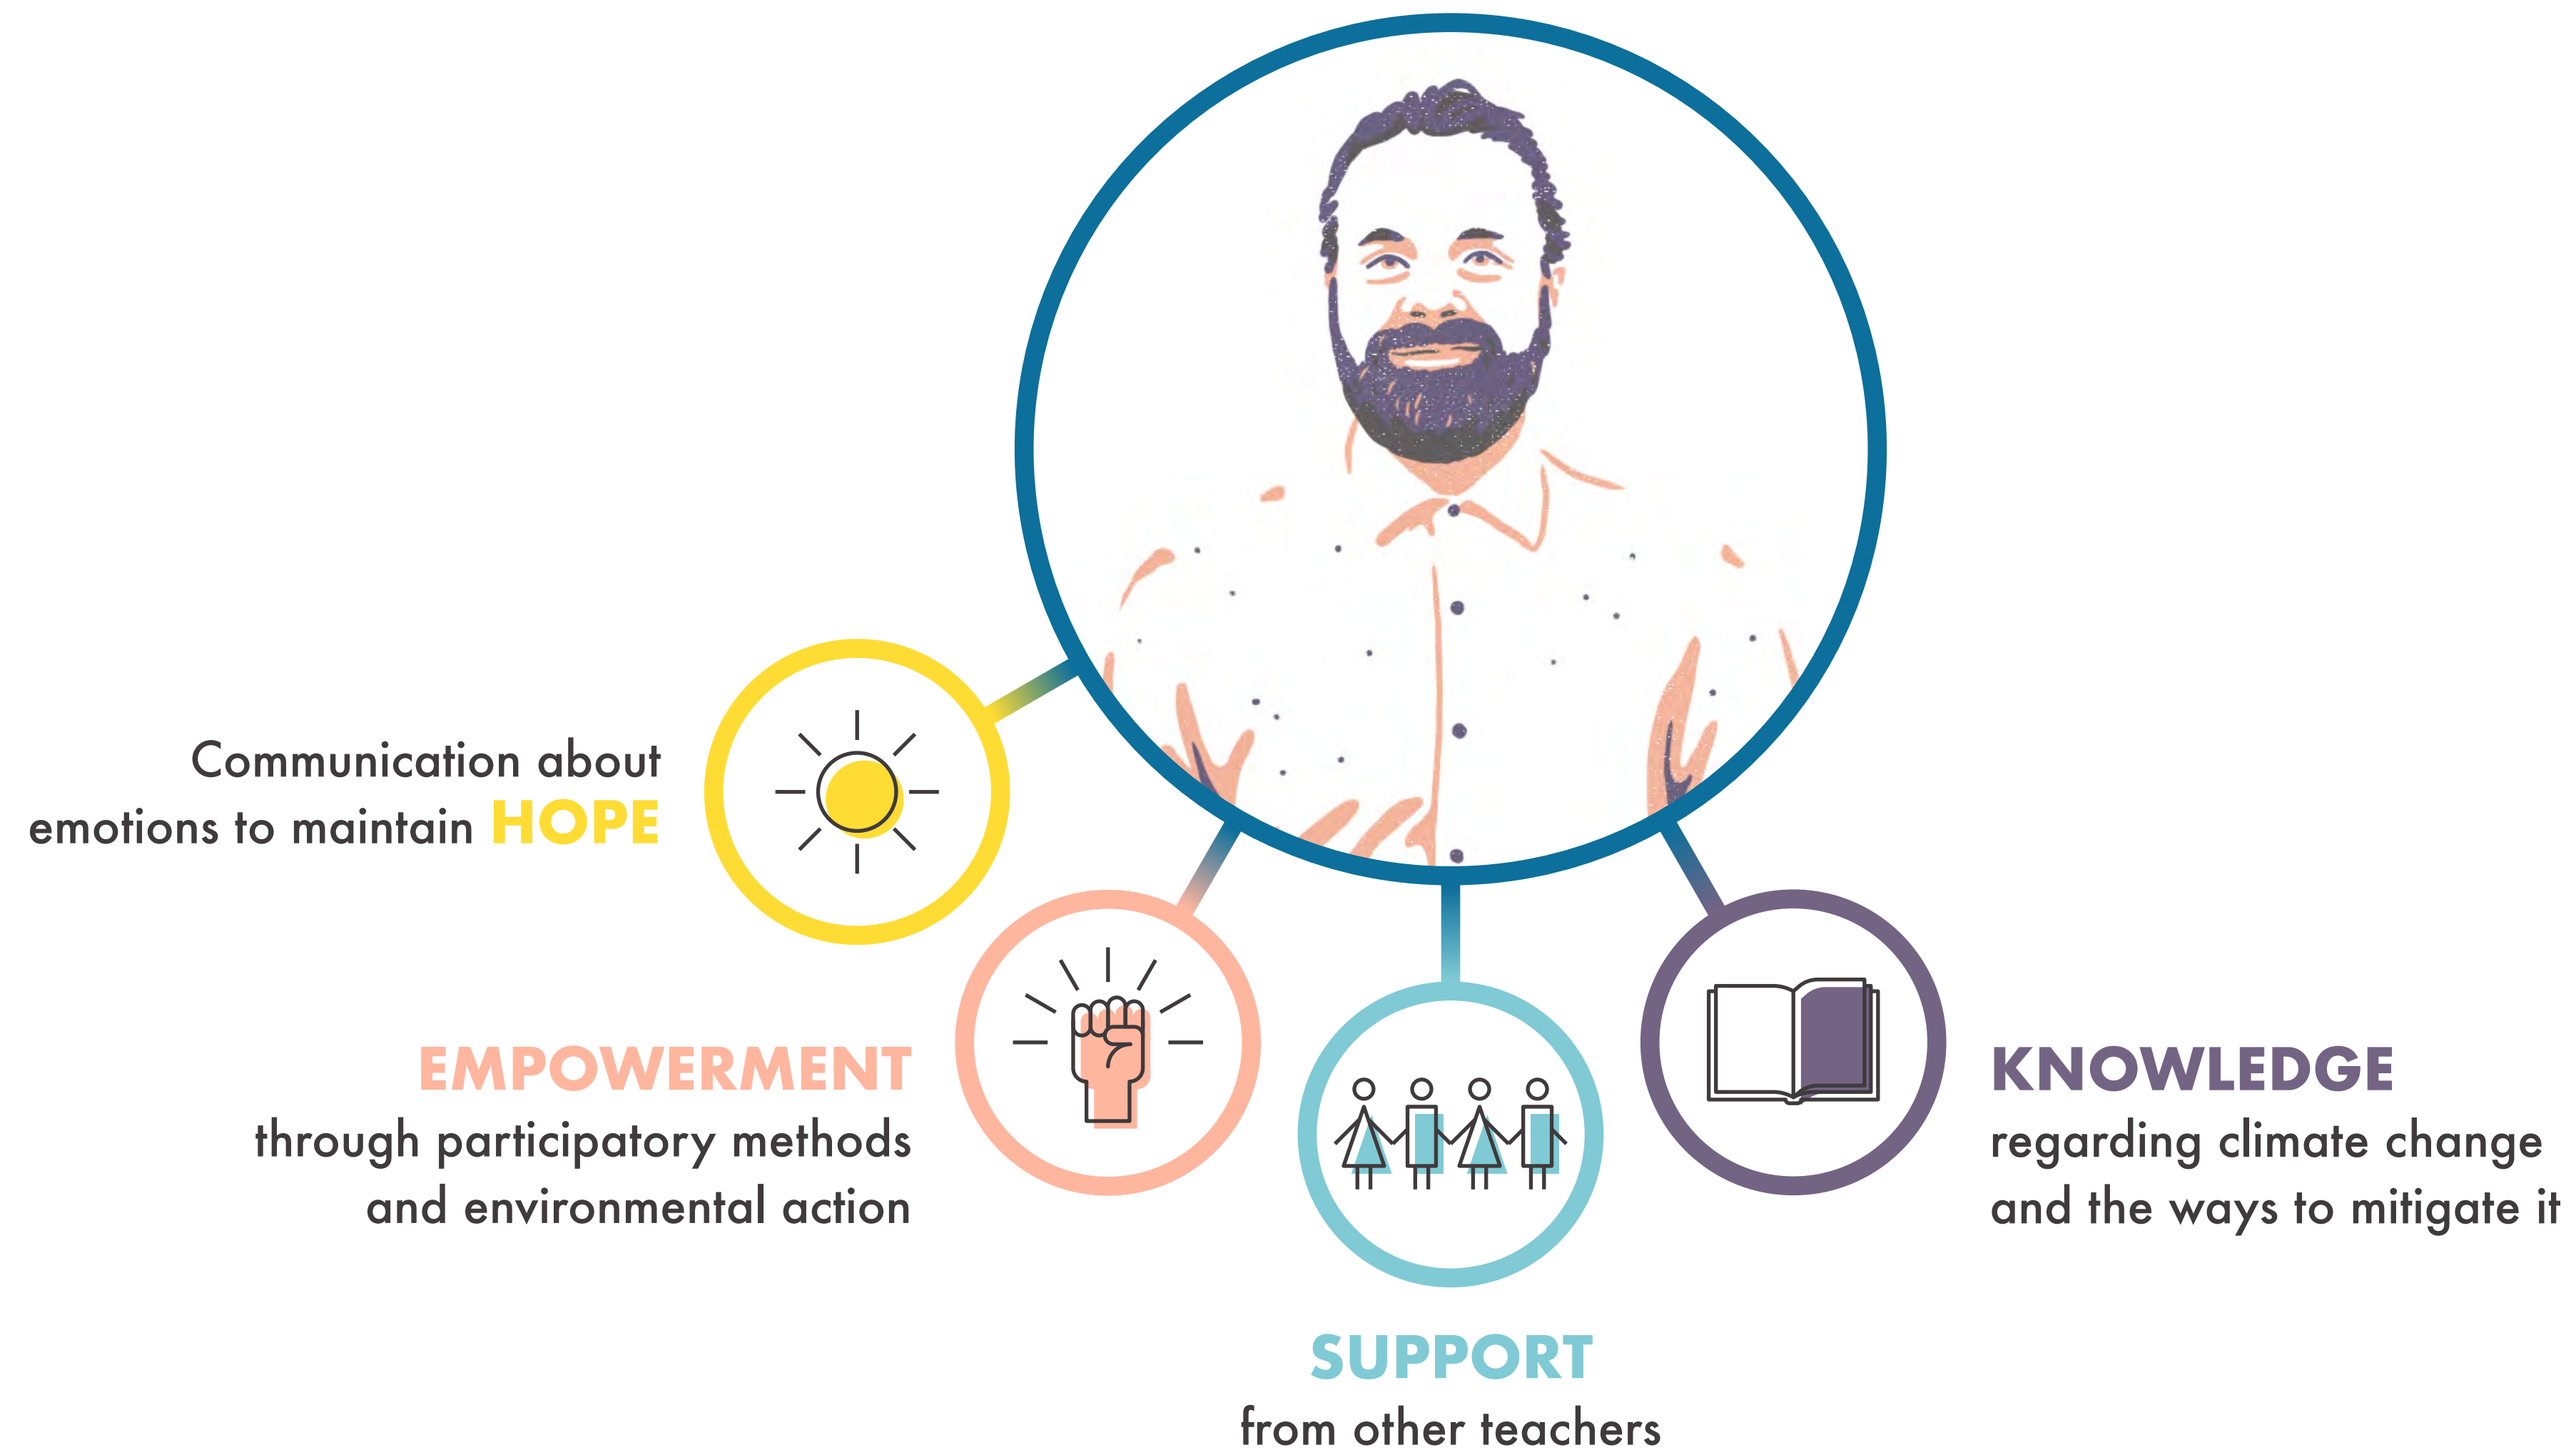 Communication about
emotions to maintain HOPE
EMPOWERMENT
through participatory methods
and environmental action
SUPPORT
from other teachers
KNOWLEDGE
regarding climate change
and the ways to mitigate it